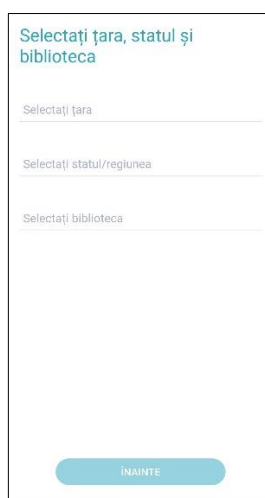 Selectați țara, statul și
biblioteca
Selectați țara
Selectați statul/regiunea
Selectați biblioteca
ÎNAINTE